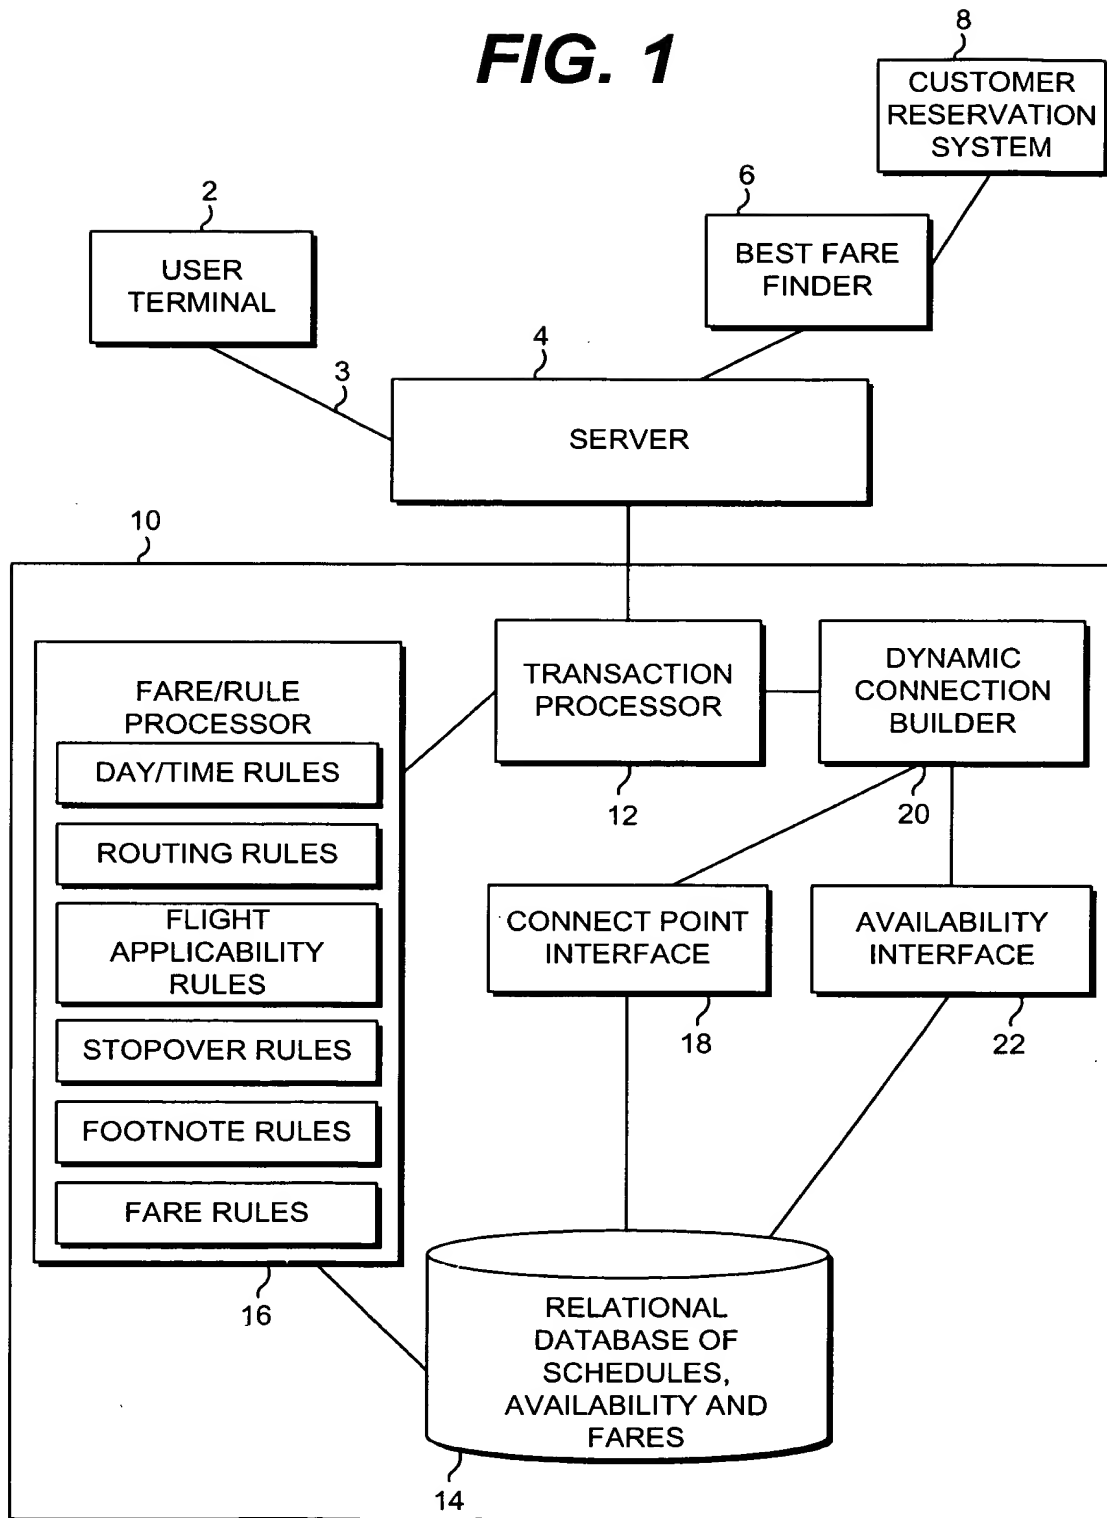 FIG. 1
8
CUSTOMER
RESERVATION
SYSTEM
6
BEST FARE
FINDER
2
USER
TERMINAL
3
4
SERVER
10
FARE/RULE
PROCESSOR
DAY/TIME RULES
ROUTING RULES
FLIGHT
APPLICABILITY
RULES
STOPOVER RULES
FOOTNOTE RULES
FARE RULES
16
TRANSACTION
PROCESSOR
12
DYNAMIC
CONNECTION
BUILDER
20
CONNECT POINT
INTERFACE
18
AVAILABILITY
INTERFACE
22
RELATIONAL
DATABASE OF
SCHEDULES,
AVAILABILITY AND
FARES
14